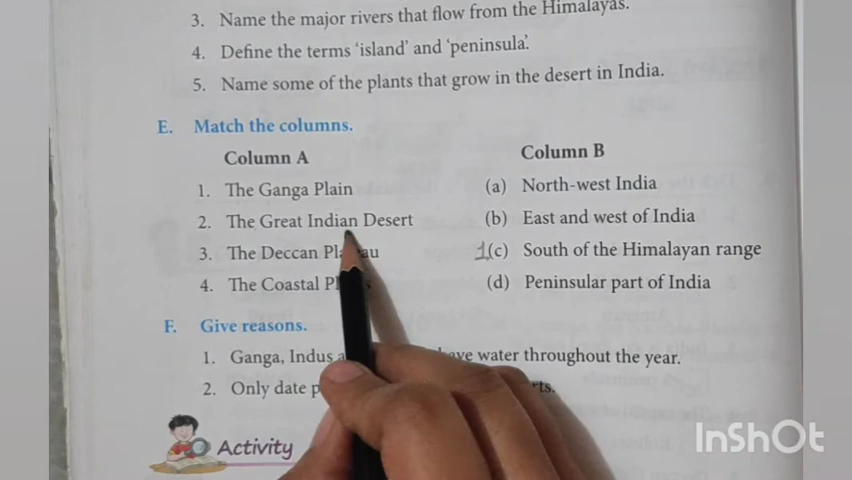 3. Name the major rivers that flow from the Himalayas.
4. Define the terms 'island' and 'peninsula'.
5. Name some of the plants that grow in the desert in India.
E. Match the columns.
Column A Column B
1. The Ganga Plain (a) North-west India
2. The Great Indian Desert (b) East and west of India
3. The Deccan 1 (c) South of the Himalayan range
4. The Coastal (d) Peninsular part of India
F. Give reasons.
1. Ganga, Indus water throughout the year.
2. Only date
Activity
InShOt